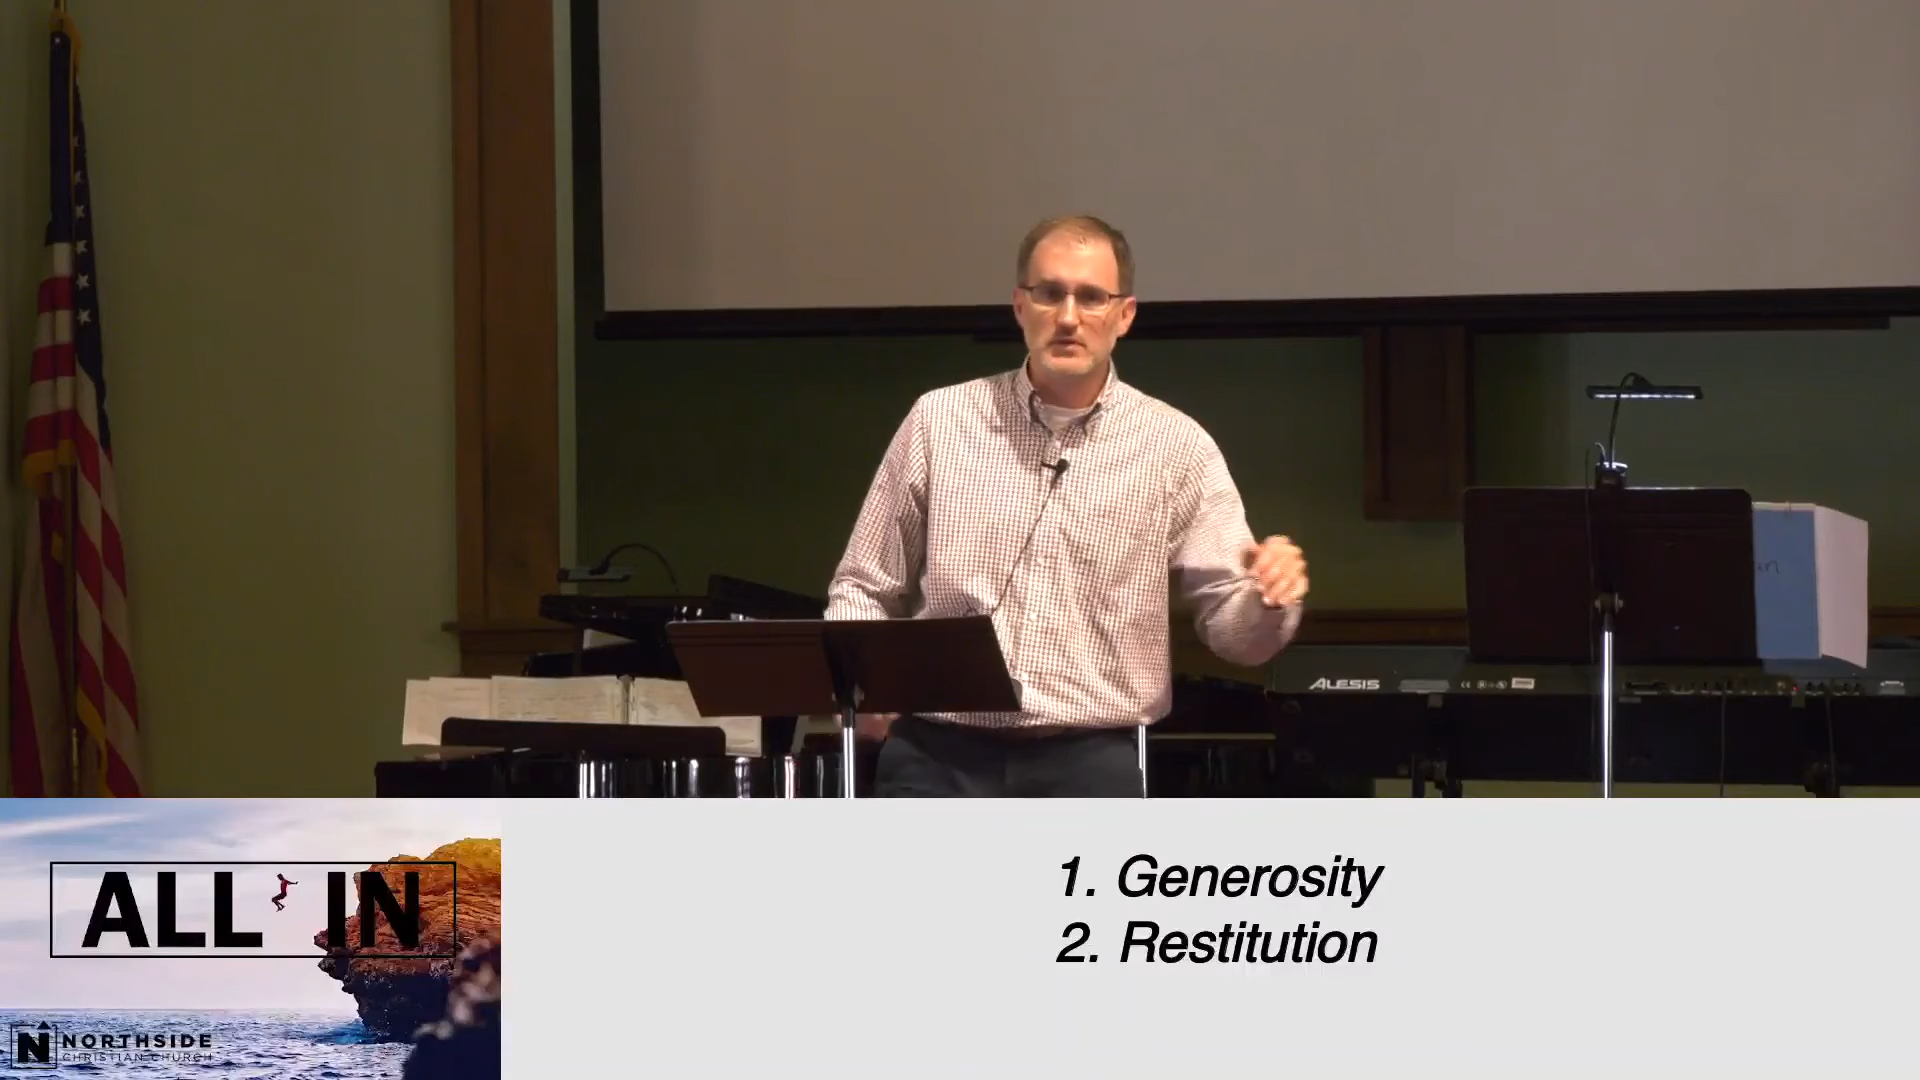 ALESIS
ALL IN
NORTHSIDE
CHRISTIAN CHURCH
1. Generosity
2. Restitution